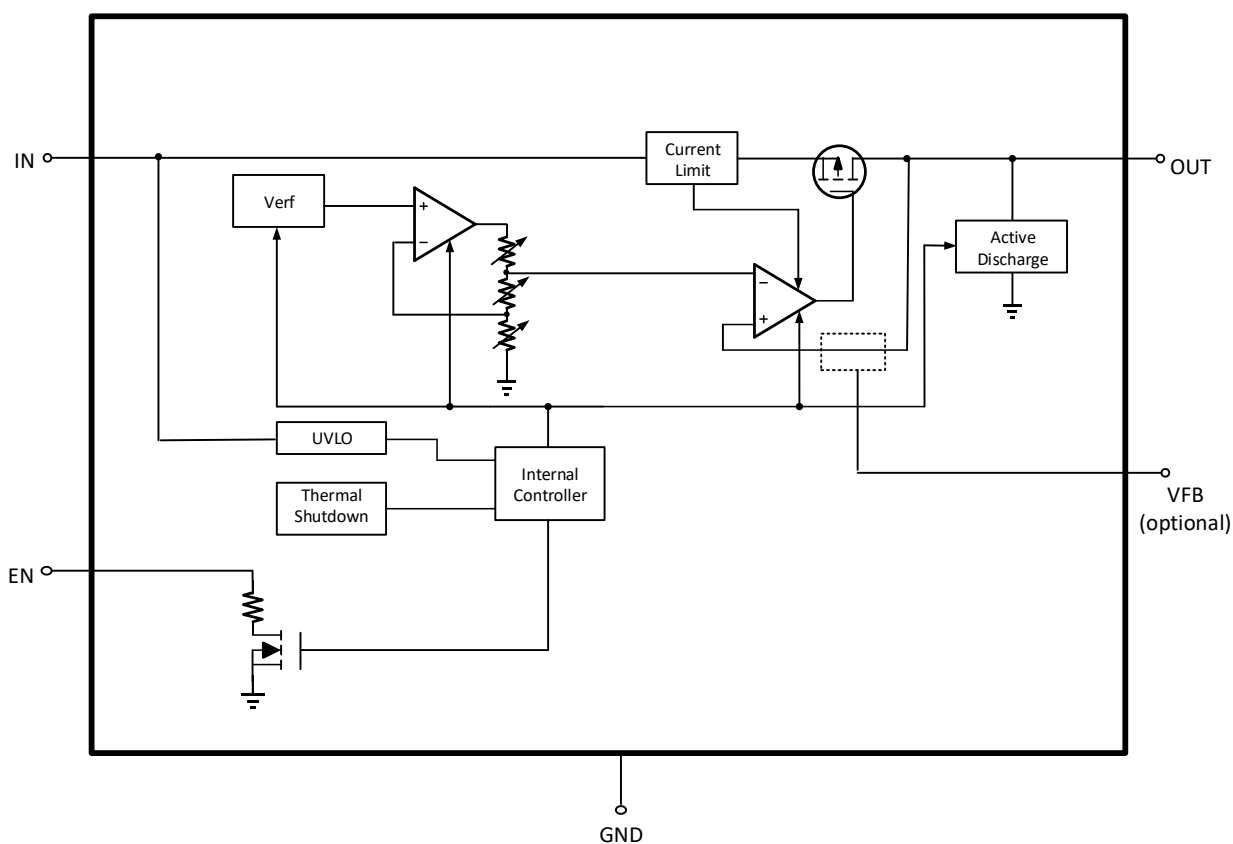 IN
Current
Limit
OUT
Verf
+
−
Active
Discharge
−
+
UVLO
Internal
Controller
Thermal
Shutdown
VFB
(optional)
EN
GND